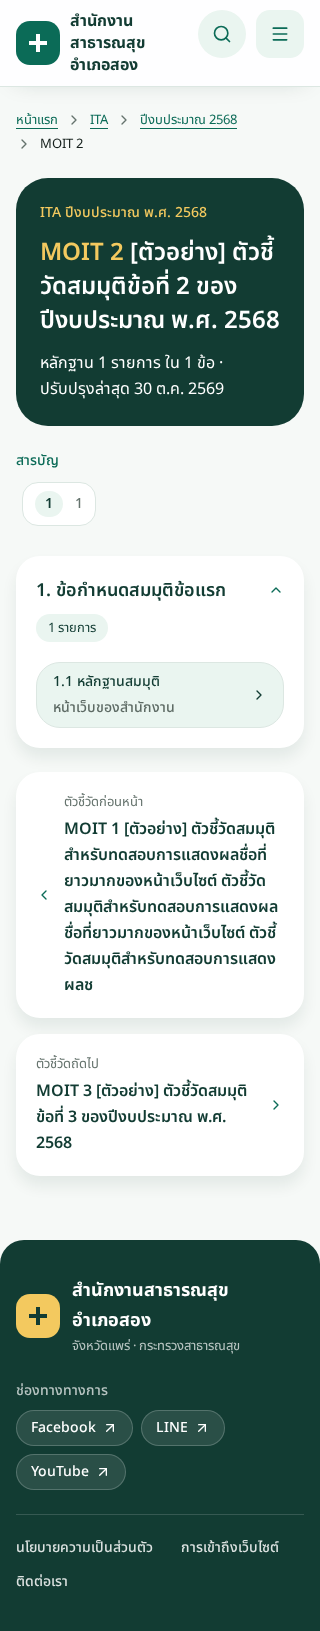 สำนักงาน
สาธารณสุข
อำเภอสอง
หน้าแรก > ITA > ปีงบประมาณ 2568
> MOIT 2
ITA ปีงบประมาณ พ.ศ. 2568
MOIT 2 [ตัวอย่าง] ตัวชี้
วัดสมมุติข้อที่ 2 ของ
ปีงบประมาณ พ.ศ. 2568
หลักฐาน 1 รายการ ใน 1 ข้อ ·
ปรับปรุงล่าสุด 30 ต.ค. 2569
สารบัญ
1 1
1. ข้อกำหนดสมมุติข้อแรก
1 รายการ
1.1 หลักฐานสมมุติ
หน้าเว็บของสำนักงาน
ตัวชี้วัดก่อนหน้า
MOIT 1 [ตัวอย่าง] ตัวชี้วัดสมมุติ
สำหรับทดสอบการแสดงผลชื่อที่
ยาวมากของหน้าเว็บไซต์ ตัวชี้วัด
สมมุติสำหรับทดสอบการแสดงผล
ชื่อที่ยาวมากของหน้าเว็บไซต์ ตัวชี้
วัดสมมุติสำหรับทดสอบการแสดง
ผลช
ตัวชี้วัดถัดไป
MOIT 3 [ตัวอย่าง] ตัวชี้วัดสมมุติ
ข้อที่ 3 ของปีงบประมาณ พ.ศ.
2568
สำนักงานสาธารณสุข
อำเภอสอง
จังหวัดแพร่ · กระทรวงสาธารณสุข
ช่องทางทางการ
Facebook
LINE
YouTube
นโยบายความเป็นส่วนตัว
การเข้าถึงเว็บไซต์
ติดต่อเรา